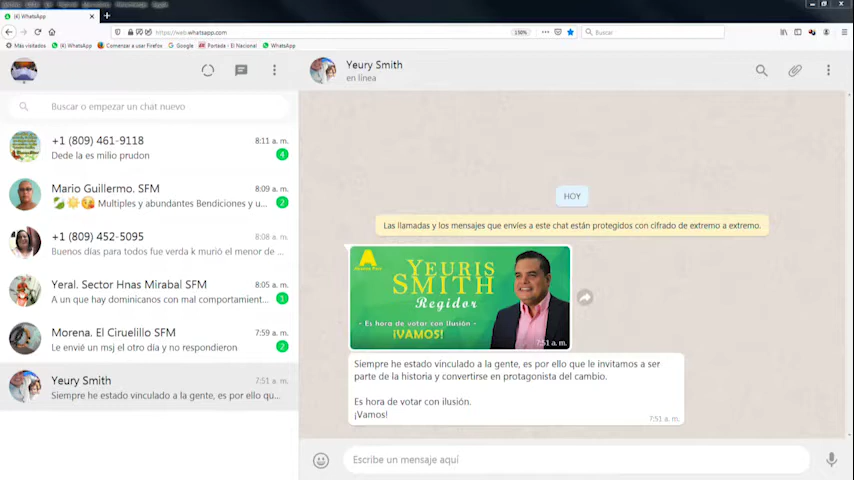 (4) WhatsApp
https://web.whatsapp.com
150%
Buscar
Más visitados
(4) WhatsApp
Comenzar a usar Firefox
Google
Portada - El Nacional
WhatsApp
Buscar o empezar un chat nuevo
+1 (809) 461-9118
8:11 a. m.
Dede la es milio prudon
4
Mario Guillermo. SFM
8:09 a. m.
Multiples y abundantes Bendiciones y u...
2
+1 (809) 452-5095
8:08 a. m.
Buenos días para todos fue verda k murió el menor de ...
Yeral. Sector Hnas Mirabal SFM
8:05 a. m.
A un que hay dominicanos con mal comportamient...
1
Morena. El Ciruelillo SFM
7:59 a. m.
Le envié un msj el otro día y no respondieron
2
Yeury Smith
7:51 a. m.
Siempre he estado vinculado a la gente, es por ello qu...
Yeury Smith
en línea
HOY
Las llamadas y los mensajes que envíes a este chat están protegidos con cifrado de extremo a extremo.
A
YEURIS
SMITH
Regidor
- Es hora de votar con Ilusión -
¡VAMOS!
7:51 a. m.
Siempre he estado vinculado a la gente, es por ello que le invitamos a ser
parte de la historia y convertirse en protagonista del cambio.
Es hora de votar con ilusión.
¡Vamos!
7:51 a. m.
Escribe un mensaje aquí